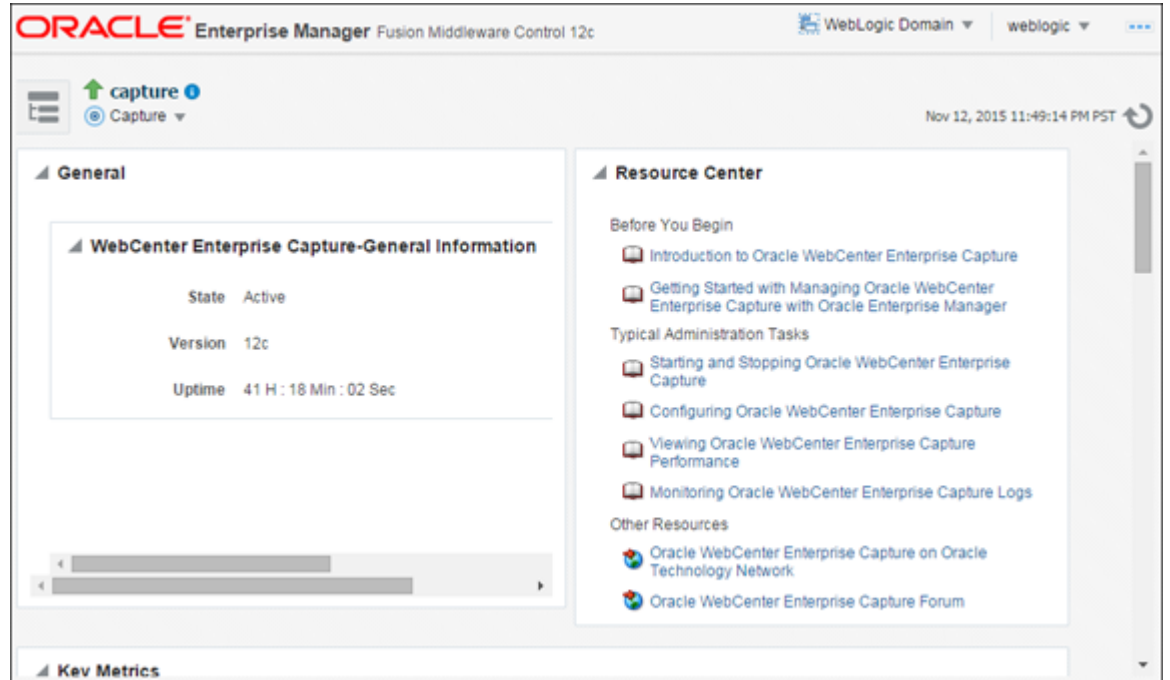 ORACLE® Enterprise Manager Fusion Middleware Control 12c
WebLogic Domain
weblogic
capture
Capture
Nov 12, 2015 11:49:14 PM PST
General
WebCenter Enterprise Capture-General Information
State Active
Version 12c
Uptime 41 H : 18 Min : 02 Sec
Resource Center
Before You Begin
Introduction to Oracle WebCenter Enterprise Capture
Getting Started with Managing Oracle WebCenter
Enterprise Capture with Oracle Enterprise Manager
Typical Administration Tasks
Starting and Stopping Oracle WebCenter Enterprise
Capture
Configuring Oracle WebCenter Enterprise Capture
Viewing Oracle WebCenter Enterprise Capture
Performance
Monitoring Oracle WebCenter Enterprise Capture Logs
Other Resources
Oracle WebCenter Enterprise Capture on Oracle
Technology Network
Oracle WebCenter Enterprise Capture Forum
Key Metrics